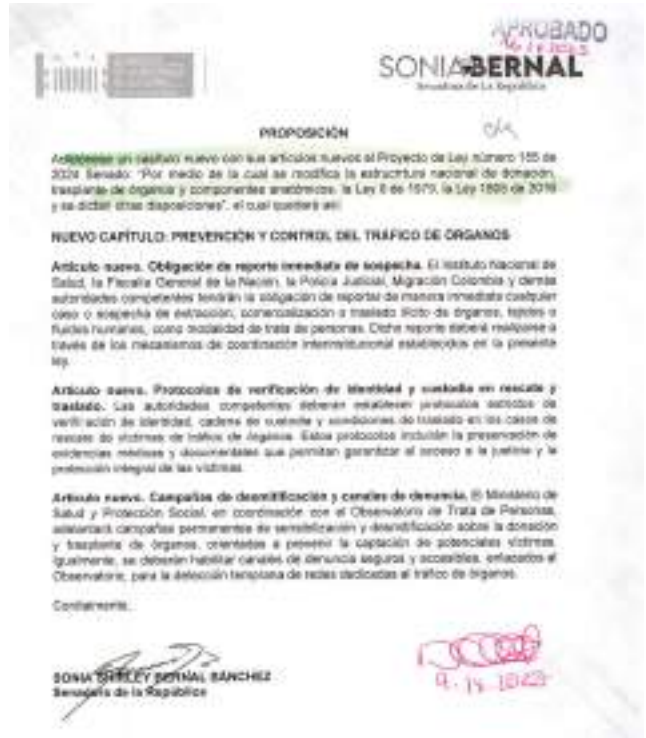 APROBADO
SONIA BERNAL
Senadora de La República
PROPOSICIÓN
Adiciónese un capítulo nuevo con sus artículos nuevos al Proyecto de Ley número 155 de
2024 Senado: "Por medio de la cual se modifica la estructura nacional de donación,
trasplante de órganos y componentes anatómicos, la Ley 9 de 1979, la Ley 1805 de 2016
y se dictan otras disposiciones", el cual quedará así:
NUEVO CAPÍTULO: PREVENCIÓN Y CONTROL DEL TRÁFICO DE ÓRGANOS
Artículo nuevo. Obligación de reporte inmediato de sospecha. El Instituto Nacional de
Salud, la Fiscalía General de la Nación, la Policía Judicial, Migración Colombia y demás
autoridades competentes tendrán la obligación de reportar de manera inmediata cualquier
caso o sospecha de extracción, comercialización o traslado ilícito de órganos, tejidos o
fluidos humanos, como modalidad de trata de personas. Dicho reporte deberá realizarse a
través de los mecanismos de coordinación interinstitucional establecidos en la presente
ley.
Artículo nuevo. Protocolos de verificación de identidad y custodia en rescate y
traslado. Las autoridades competentes deberán establecer protocolos estrictos de
verificación de identidad, cadena de custodia y condiciones de traslado en los casos de
rescate de víctimas de tráfico de órganos. Estos protocolos incluirán la preservación de
evidencias médicas y documentales que permitan garantizar el acceso a la justicia y la
protección integral de las víctimas.
Artículo nuevo. Campañas de desmitificación y canales de denuncia. El Ministerio de
Salud y Protección Social, en coordinación con el Observatorio de Trata de Personas,
adelantará campañas permanentes de sensibilización y desmitificación sobre la donación
y trasplante de órganos, orientadas a prevenir la captación de potenciales víctimas.
Igualmente, se deberán habilitar canales de denuncia seguros y accesibles, enlazados al
Observatorio, para la detección temprana de redes dedicadas al tráfico de órganos.
Cordialmente,
SONIA SHIRLEY BERNAL SÁNCHEZ
Senadora de la República